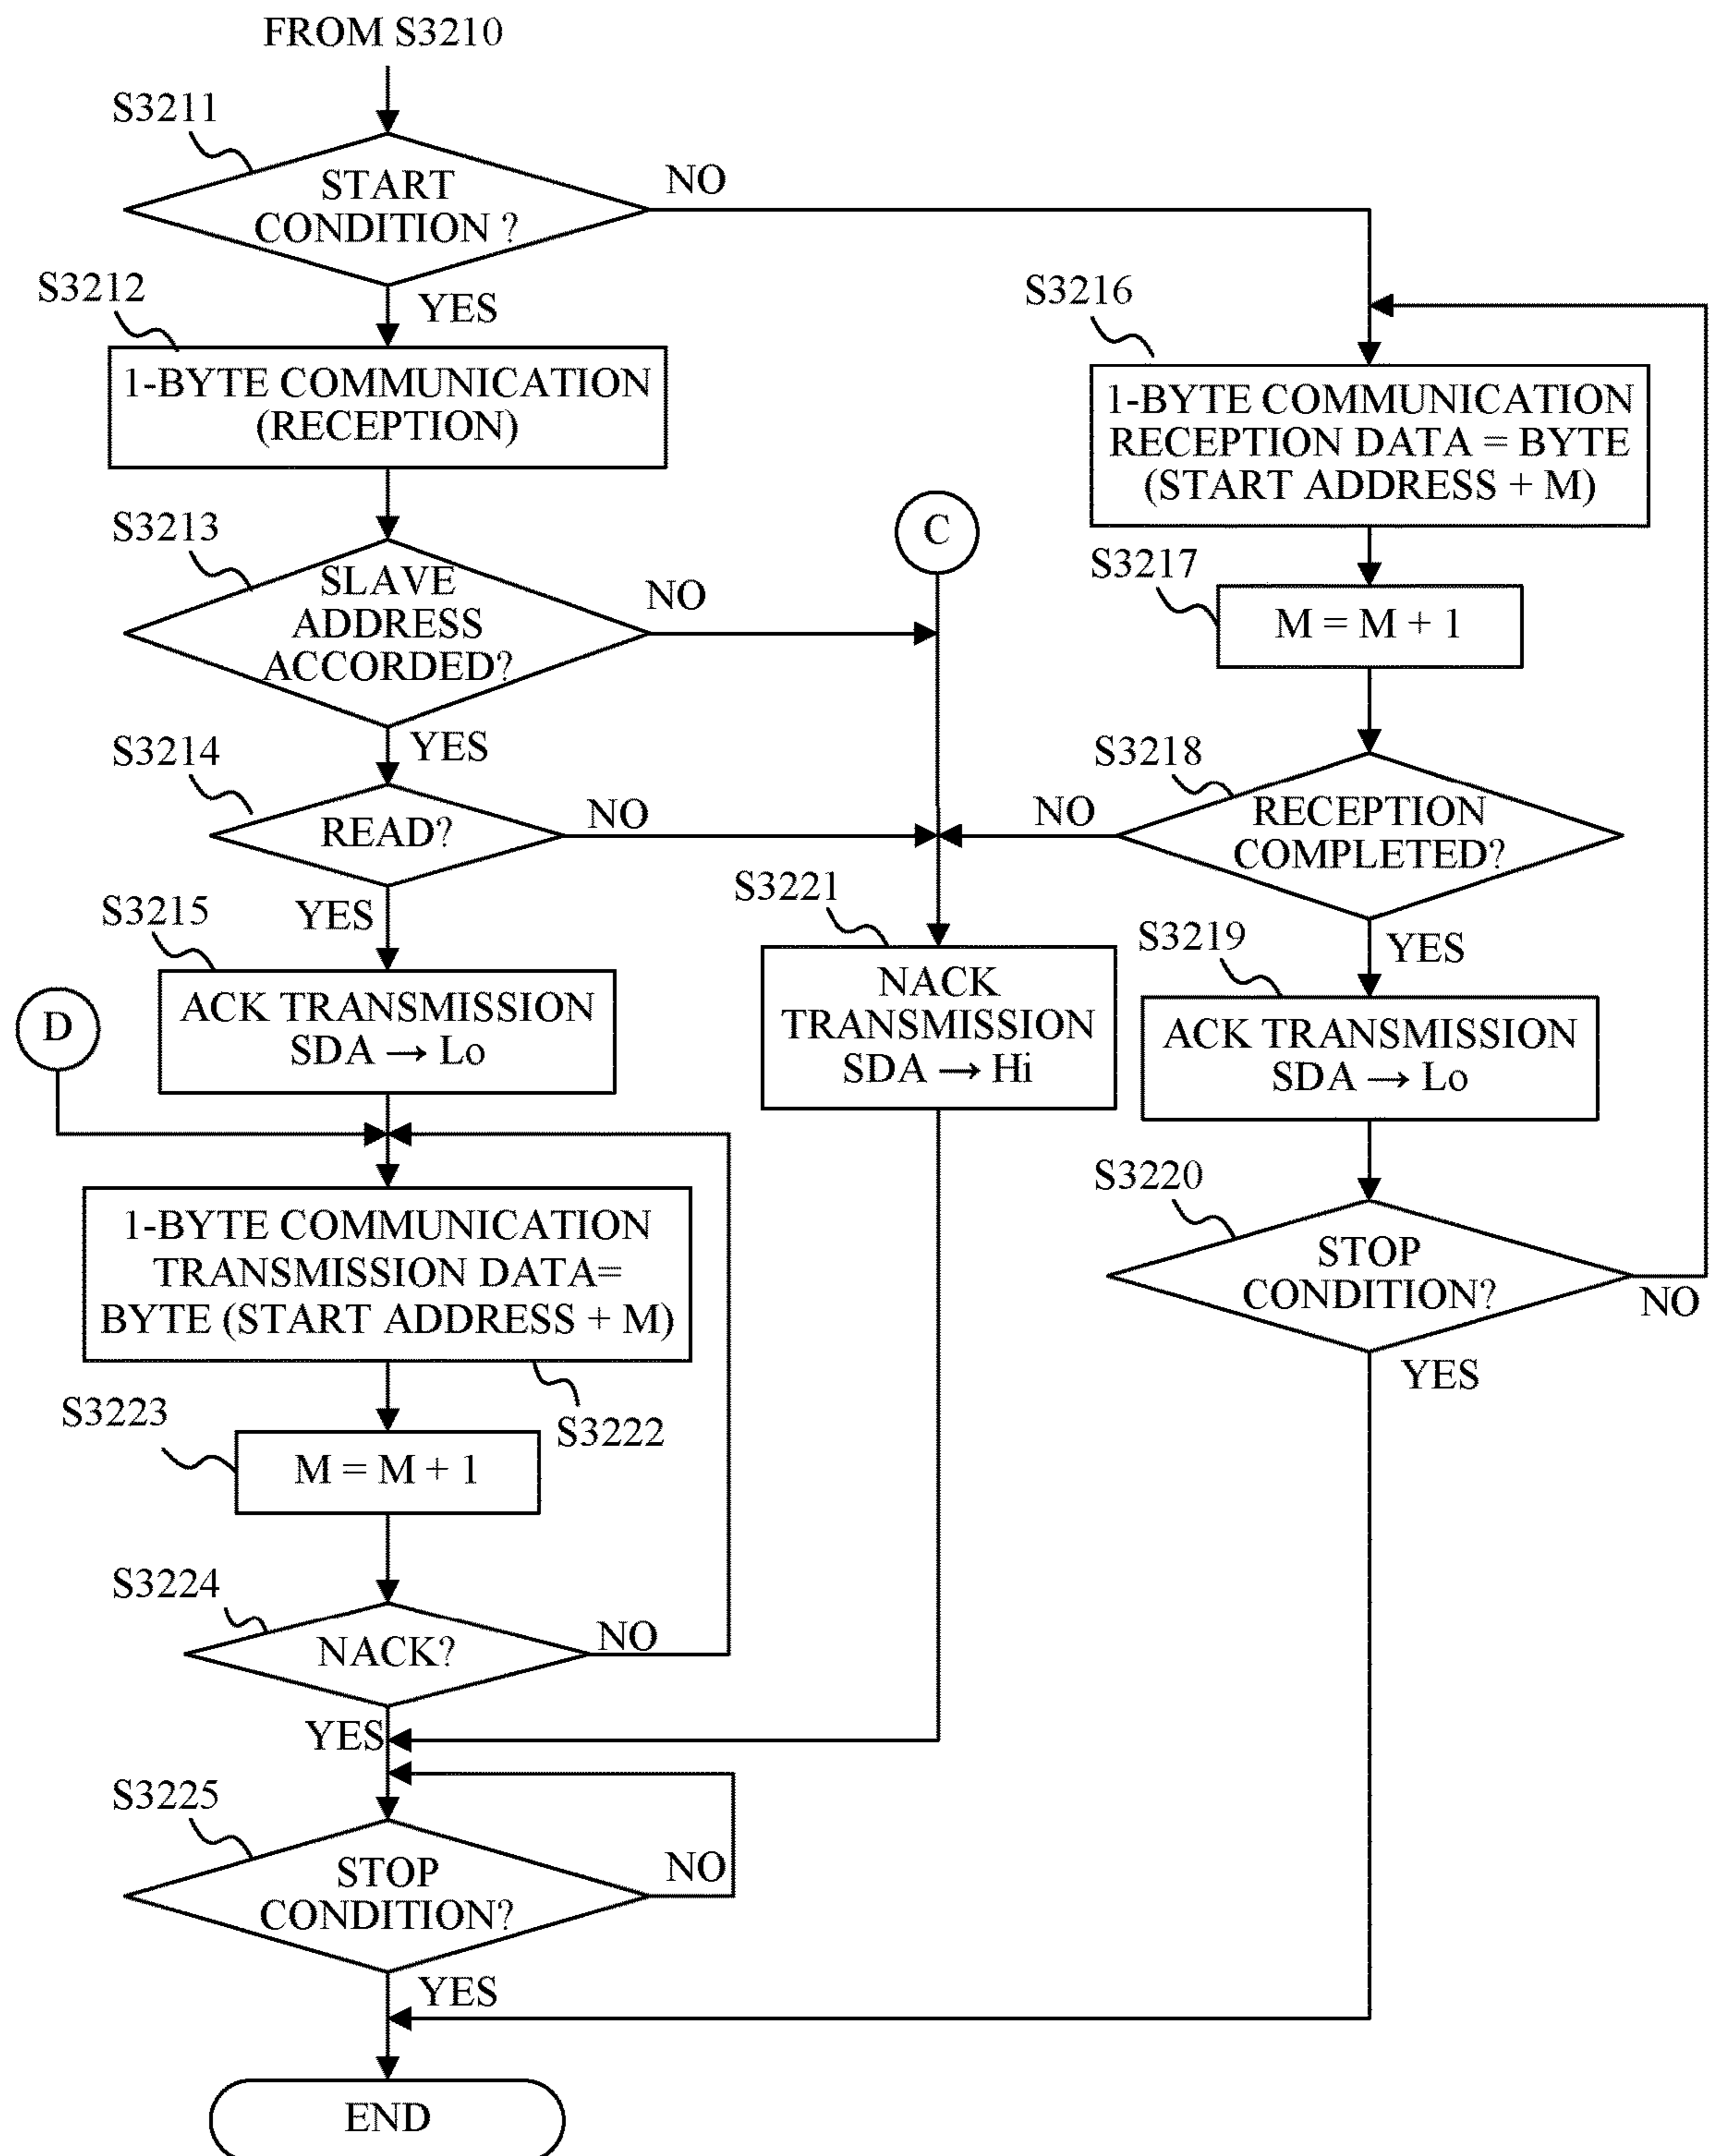 FROM S3210
S3211
START
CONDITION ?
NO
YES
S3212
1-BYTE COMMUNICATION
(RECEPTION)
S3213
SLAVE
ADDRESS
ACCORDED?
NO
YES
S3214
READ?
NO
YES
S3215
ACK TRANSMISSION
SDA → Lo
D
C
S3216
1-BYTE COMMUNICATION
RECEPTION DATA = BYTE
(START ADDRESS + M)
S3217
M = M + 1
S3218
RECEPTION
COMPLETED?
NO
YES
S3219
ACK TRANSMISSION
SDA → Lo
S3220
STOP
CONDITION?
NO
YES
S3221
NACK
TRANSMISSION
SDA → Hi
1-BYTE COMMUNICATION
TRANSMISSION DATA=
BYTE (START ADDRESS + M)
S3222
S3223
M = M + 1
S3224
NACK?
NO
YES
S3225
STOP
CONDITION?
NO
YES
END